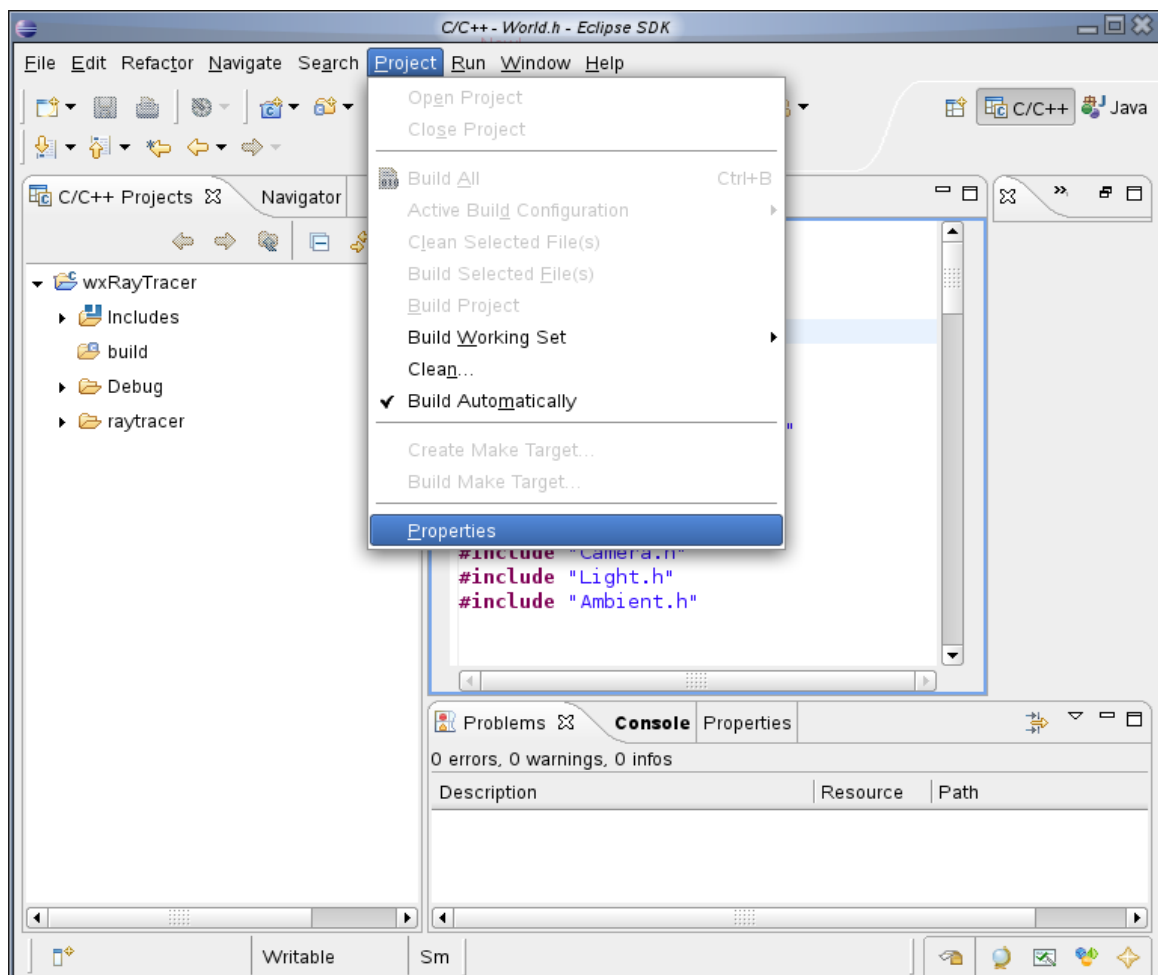 C/C++ - World.h - Eclipse SDK
File Edit Refactor Navigate Search Project Run Window Help
Open Project
Close Project
C/C++ Java
Build All Ctrl+B
Active Build Configuration
Clean Selected File(s)
Build Selected File(s)
Build Project
Build Working Set
Clean...
Build Automatically
Create Make Target...
Build Make Target...
Properties
C/C++ Projects Navigator
wxRayTracer
Includes
build
Debug
raytracer
"
#include "Camera.h"
#include "Light.h"
#include "Ambient.h"
Problems Console Properties
0 errors, 0 warnings, 0 infos
Description Resource Path
Writable Sm